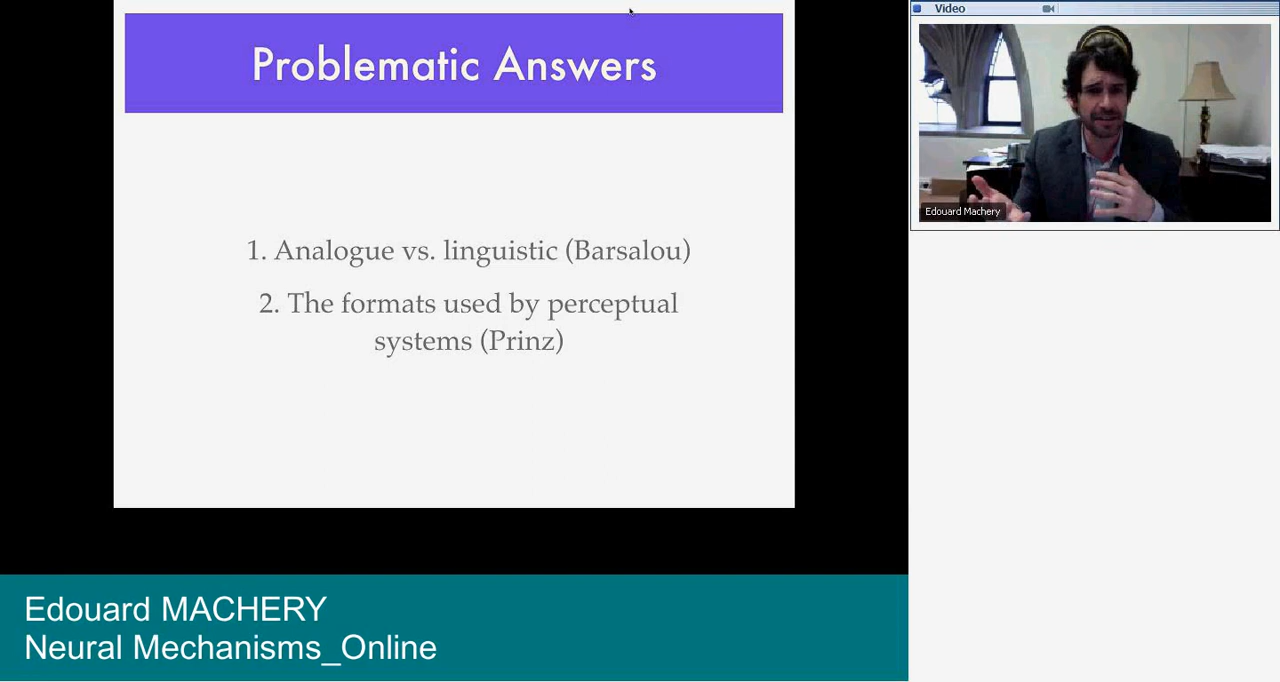 Problematic Answers
1. Analogue vs. linguistic (Barsalou)
2. The formats used by perceptual
systems (Prinz)
Video
Edouard Machery
Edouard MACHERY
Neural Mechanisms_Online